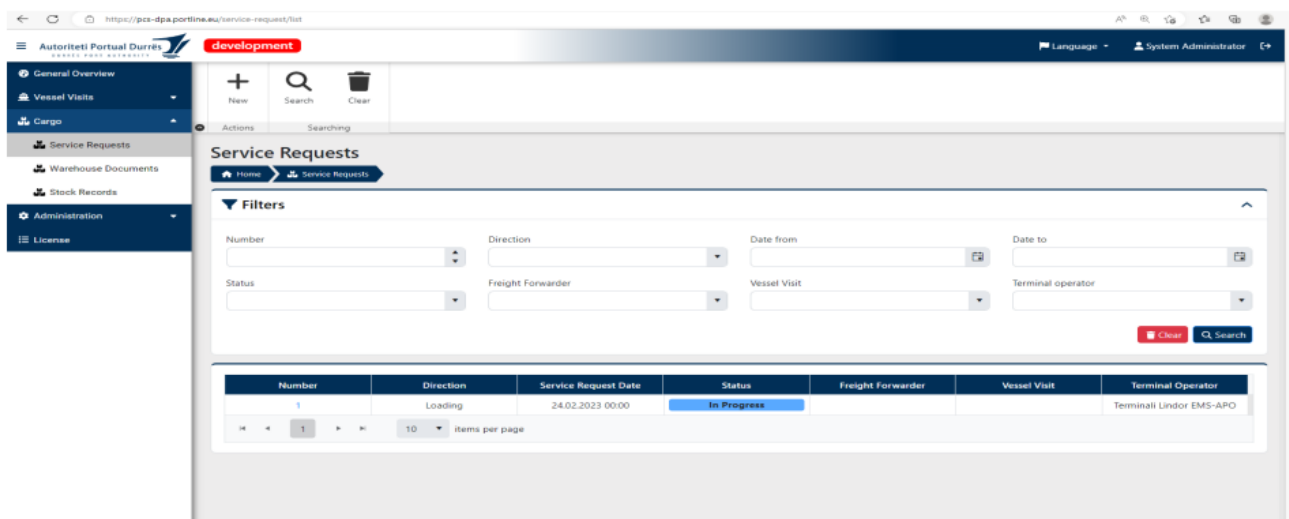 https://pcs-dpa.portline.eu/service-request/list
Autoriteti Portual Durrës
DURRES PORT AUTHORITY
development
Language
System Administrator
General Overview
Vessel Visits
Cargo
Service Requests
Warehouse Documents
Stock Records
Administration
License
New
Search
Clear
Actions
Searching
Service Requests
Home
Service Requests
Filters
Number
Direction
Date from
Date to
Status
Freight Forwarder
Vessel Visit
Terminal operator
Clear
Search
Number Direction Service Request Date Status Freight Forwarder Vessel Visit Terminal Operator
1 Loading 24.02.2023 00:00 In Progress Terminali Lindor EMS-APO
1 10 items per page